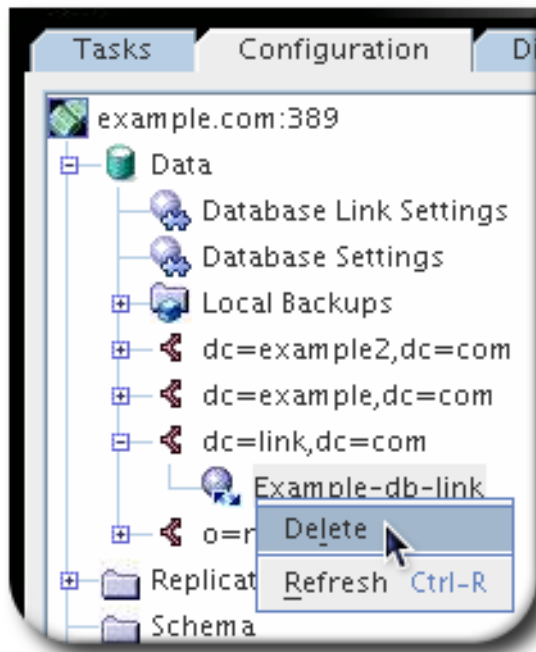 Tasks Configuration
example.com:389
Data
Database Link Settings
Database Settings
Local Backups
dc=example2,dc=com
dc=example,dc=com
dc=link,dc=com
Example-db-link
Delete
Refresh Ctrl-R
Schema